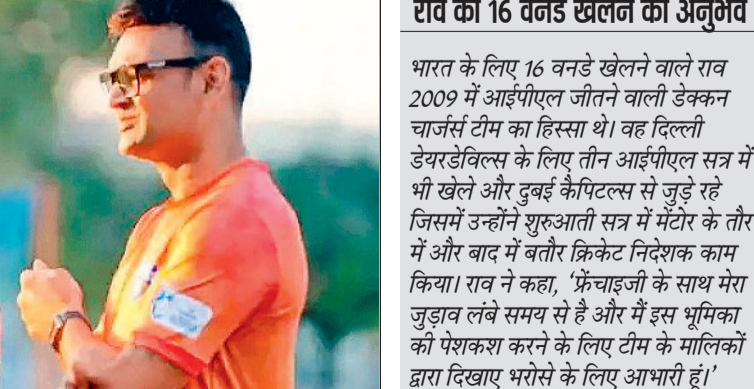 राव को 16 वनडे खेलने का अनुभव
भारत के लिए 16 वनडे खेलने वाले राव
2009 में आईपीएल जीतने वाली डेक्कन
चार्जर्स टीम का हिस्सा थे। वह दिल्ली
डेयरडेविल्स के लिए तीन आईपीएल सत्र में
भी खेले और दुबई कैपिटल्स से जुड़े रहे
जिसमें उन्होंने शुरुआती सत्र में मेंटोर के तौर
में और बाद में बतौर क्रिकेट निदेशक काम
किया। राव ने कहा, ‘फ्रेंचाइजी के साथ मेरा
जुड़ाव लंबे समय से है और मैं इस भूमिका
की पेशकश करने के लिए टीम के मालिकों
द्वारा दिखाए भरोसे के लिए आभारी हूं।’